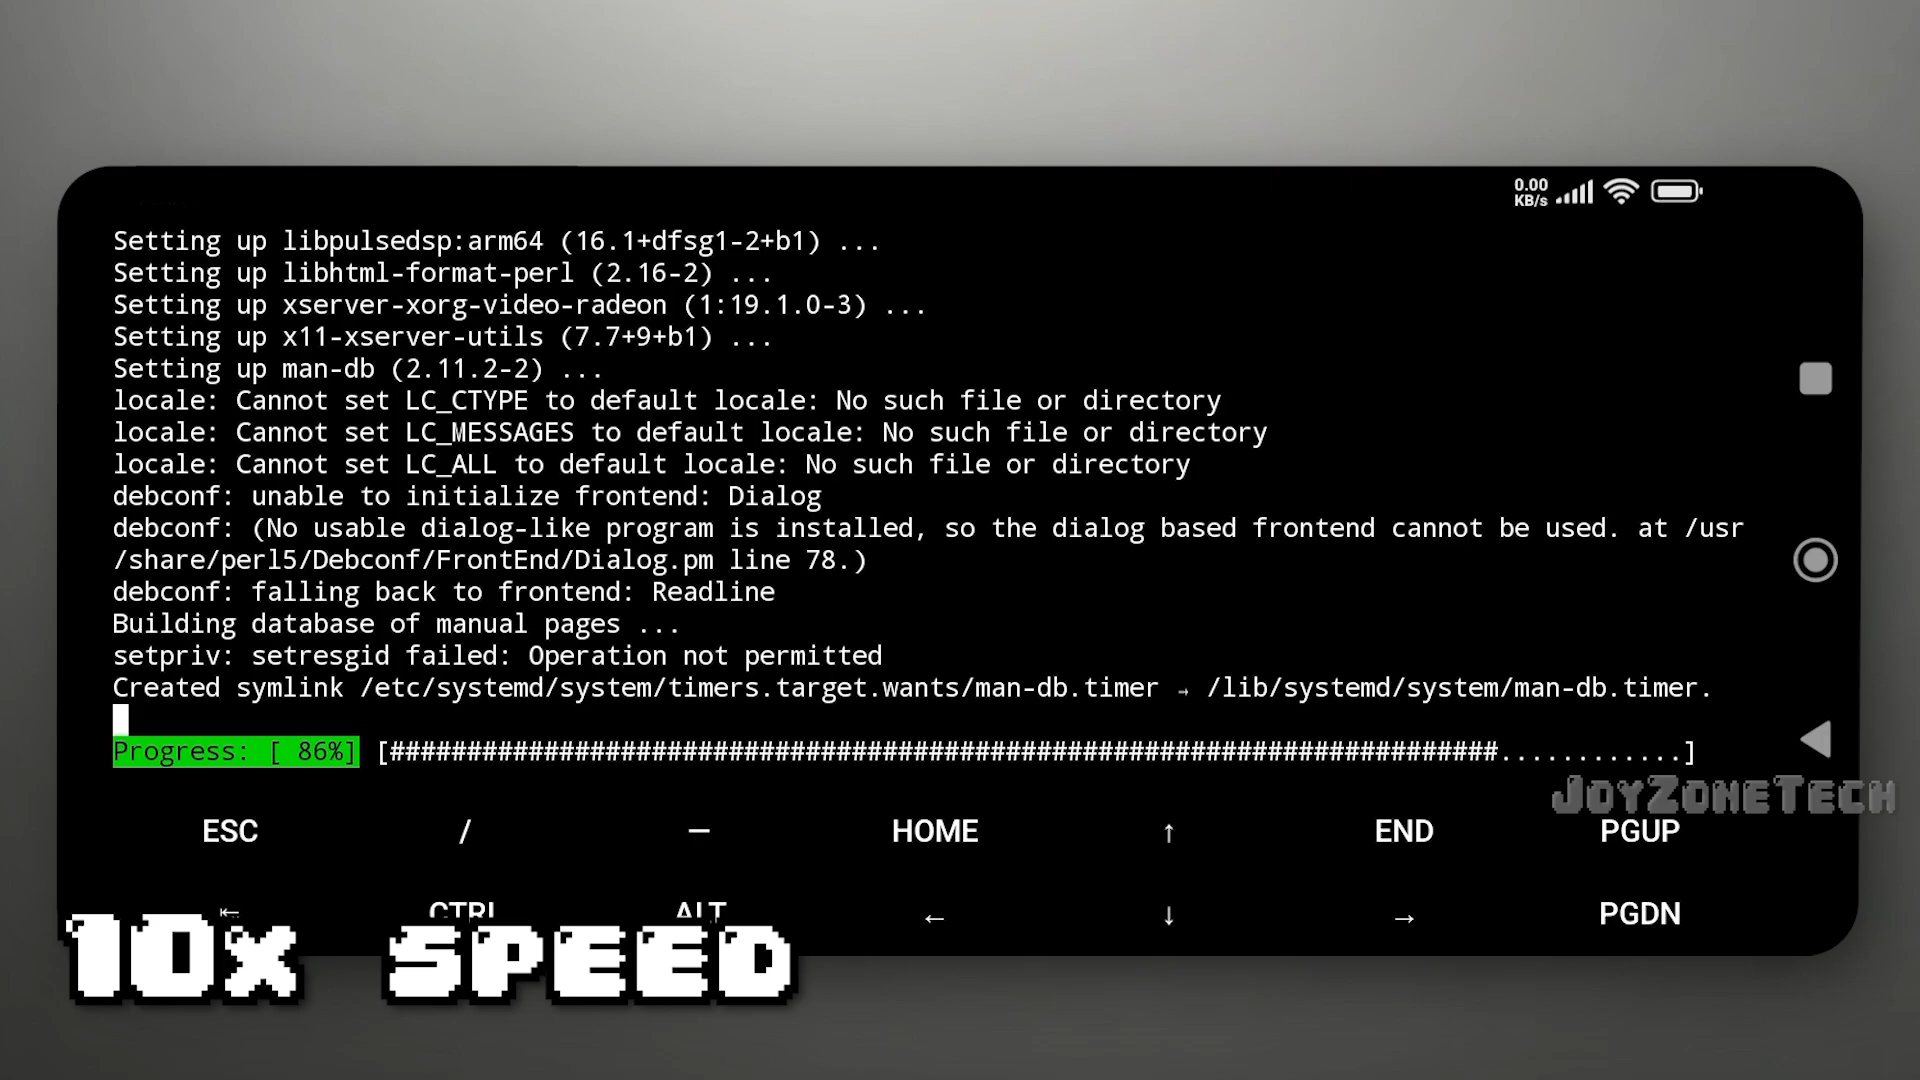 0.00
KB/s
Setting up libpulsedsp:arm64 (16.1+dfsg1-2+b1) ...
Setting up libhtml-format-perl (2.16-2) ...
Setting up xserver-xorg-video-radeon (1:19.1.0-3) ...
Setting up x11-xserver-utils (7.7+9+b1) ...
Setting up man-db (2.11.2-2) ...
locale: Cannot set LC_CTYPE to default locale: No such file or directory
locale: Cannot set LC_MESSAGES to default locale: No such file or directory
locale: Cannot set LC_ALL to default locale: No such file or directory
debconf: unable to initialize frontend: Dialog
debconf: (No usable dialog-like program is installed, so the dialog based frontend cannot be used. at /usr
/share/perl5/Debconf/FrontEnd/Dialog.pm line 78.)
debconf: falling back to frontend: Readline
Building database of manual pages ...
setpriv: setresgid failed: Operation not permitted
Created symlink /etc/systemd/system/timers.target.wants/man-db.timer → /lib/systemd/system/man-db.timer.
Progress: [ 86%] [########################################################################............]
JoyZoneTech
ESC / — HOME ↑ END PGUP
⇤ CTRL ALT ← ↓ → PGDN
10x SPEED